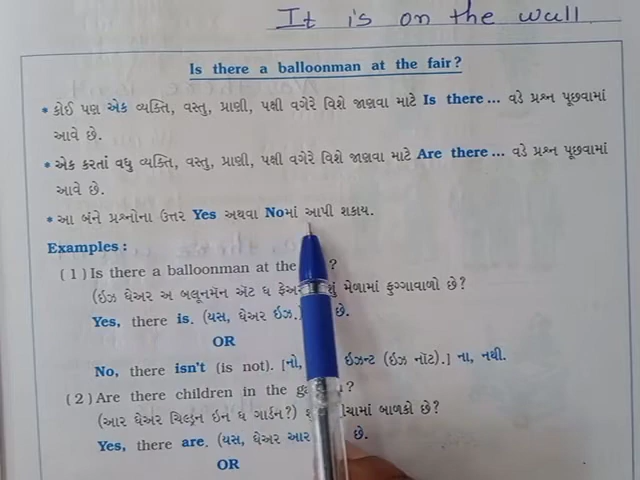 It is on the wall.
Is there a balloonman at the fair?
* કોઈ પણ એક વ્યક્તિ, વસ્તુ, પ્રાણી, પક્ષી વગેરે વિશે જાણવા માટે Is there... વડે પ્રશ્ન પૂછવામાં
આવે છે.
* એક કરતાં વધુ વ્યક્તિ, વસ્તુ, પ્રાણી, પક્ષી વગેરે વિશે જાણવા માટે Are there... વડે પ્રશ્ન પૂછવામાં
આવે છે.
* આ બંને પ્રશ્નોના ઉત્તર Yes અથવા Noમાં આપી શકાય.
Examples :
(1) Is there a balloonman at the ?
(ઇઝ ધેઅર અ બલૂનમૅન ઍટ ધ ફેઅર મેળામાં ફુગ્ગાવાળો છે?
Yes, there is. (યસ, ધેઅર ઇઝ.) છે.
OR
No, there isn't (is not). [નો, ઇઝન્ટ (ઇઝ નૉટ).] ના, નથી.
(2) Are there children in the ?
(આર ધેઅર ચિલ્ડ્રન ઇન ધ ગાર્ડન?) બાળકો છે?
Yes, there are. (યસ, ધેઅર આર છે.
OR